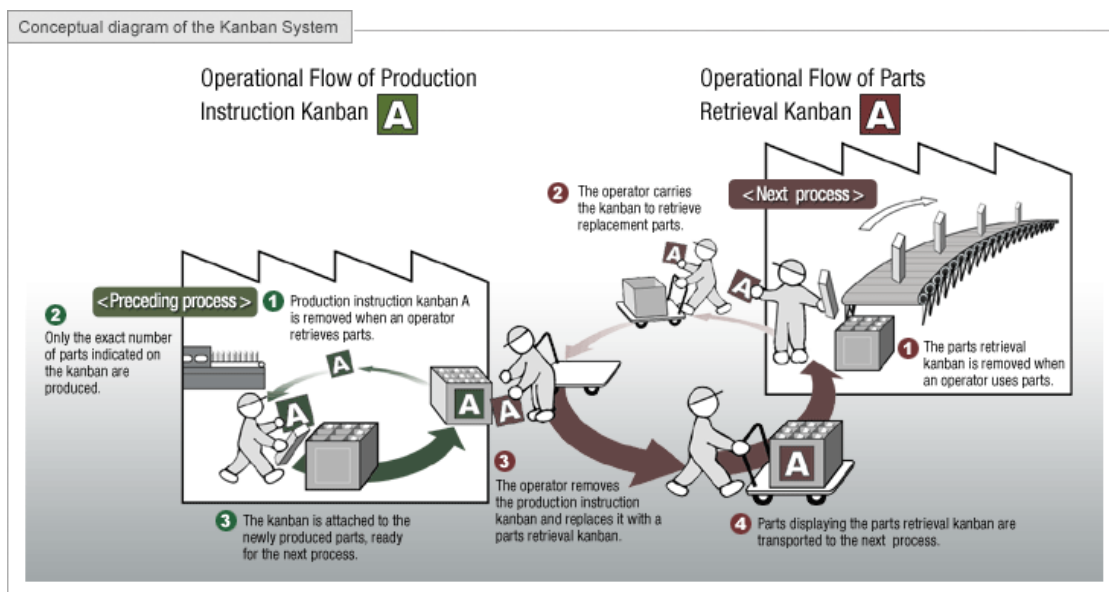 Conceptual diagram of the Kanban System
Operational Flow of Production
Instruction Kanban A
Operational Flow of Parts
Retrieval Kanban A
2 The operator carries
the kanban to retrieve
replacement parts.
<Next process>
A
A
<Preceding process>
1 Production instruction kanban A
is removed when an operator
retrieves parts.
2
Only the exact number
of parts indicated on
the kanban are
produced.
1 The parts retrieval
kanban is removed when
an operator uses parts.
A
A
A
A
A
3
The operator removes
the production instruction
kanban and replaces it with a
parts retrieval kanban.
3 The kanban is attached to the
newly produced parts, ready
for the next process.
4 Parts displaying the parts retrieval kanban are
transported to the next process.